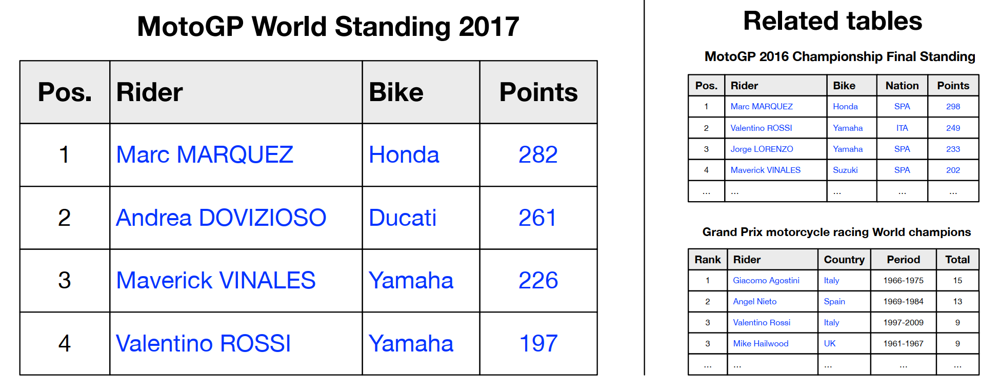 MotoGP World Standing 2017
Pos. Rider Bike Points
1 Marc MARQUEZ Honda 282
2 Andrea DOVIZIOSO Ducati 261
3 Maverick VINALES Yamaha 226
4 Valentino ROSSI Yamaha 197
Related tables
MotoGP 2016 Championship Final Standing
Pos. Rider Bike Nation Points
1 Marc MARQUEZ Honda SPA 298
2 Valentino ROSSI Yamaha ITA 249
3 Jorge LORENZO Yamaha SPA 233
4 Maverick VINALES Suzuki SPA 202
... ... ... ... ...
Grand Prix motorcycle racing World champions
Rank Rider Country Period Total
1 Giacomo Agostini Italy 1966-1975 15
2 Angel Nieto Spain 1969-1984 13
3 Valentino Rossi Italy 1997-2009 9
3 Mike Hailwood UK 1961-1967 9
... ... ... ... ...